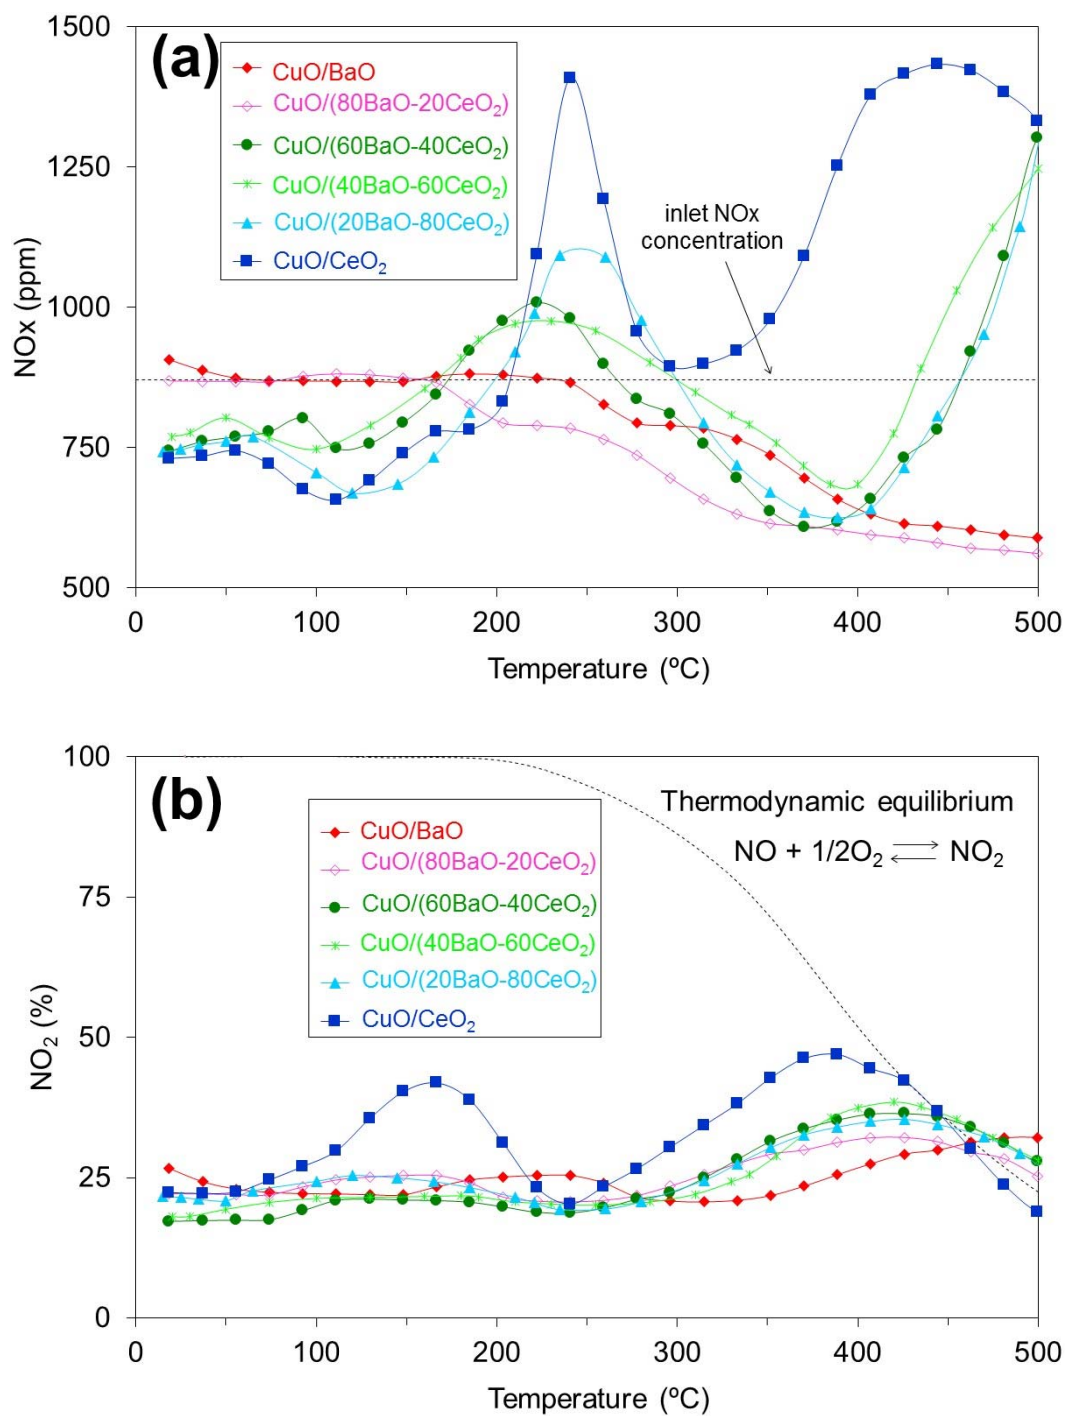 (a)
1500
1250
1000
750
500
NOx (ppm)
CuO/BaO
CuO/(80BaO-20CeO₂)
CuO/(60BaO-40CeO₂)
CuO/(40BaO-60CeO₂)
CuO/(20BaO-80CeO₂)
CuO/CeO₂
inlet NOx
concentration
0 100 200 300 400 500
Temperature (ºC)
(b)
100
75
50
25
0
NO₂ (%)
CuO/BaO
CuO/(80BaO-20CeO₂)
CuO/(60BaO-40CeO₂)
CuO/(40BaO-60CeO₂)
CuO/(20BaO-80CeO₂)
CuO/CeO₂
Thermodynamic equilibrium
NO + 1/2O₂ ⇄ NO₂
0 100 200 300 400 500
Temperature (ºC)